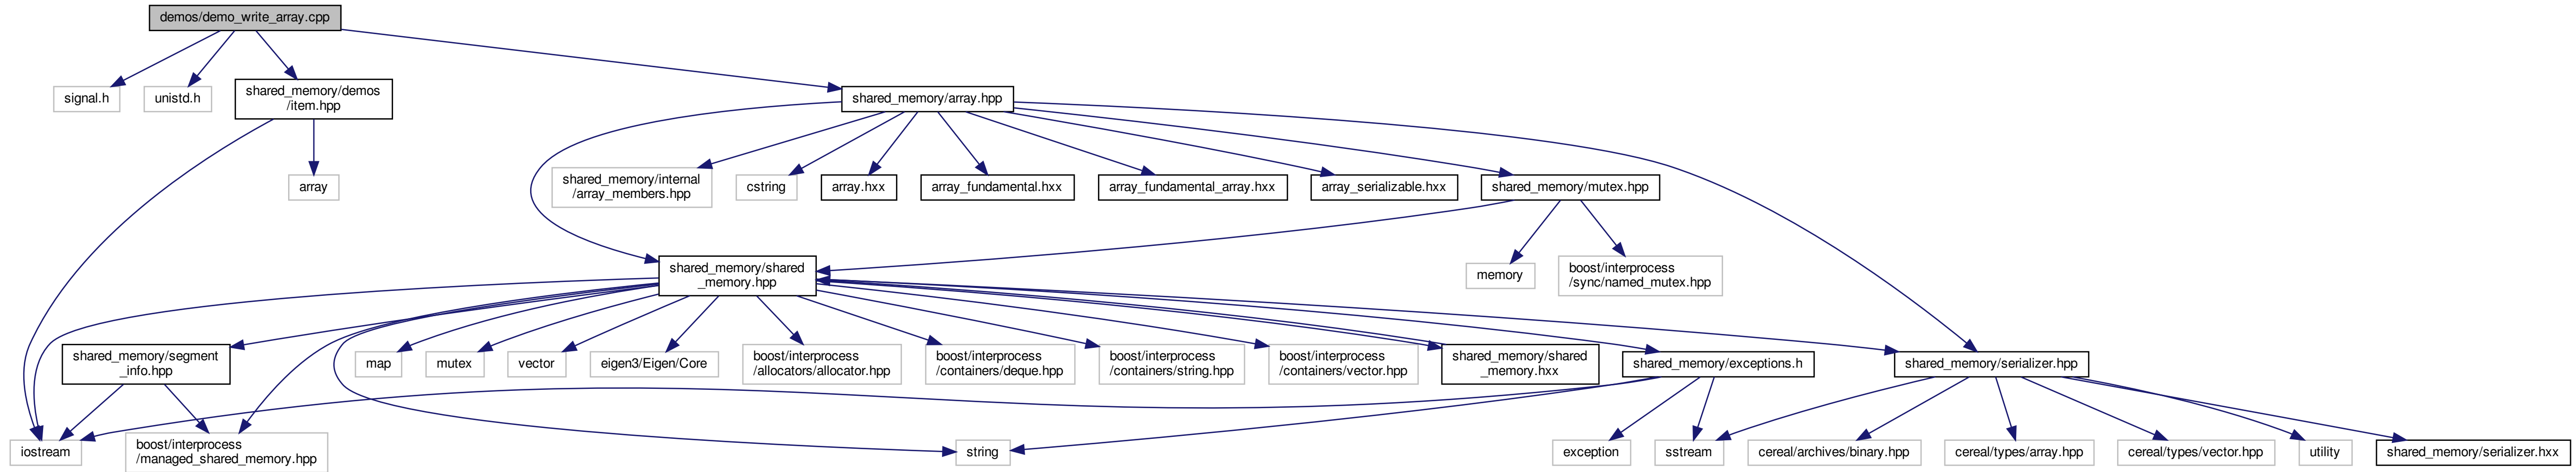 demos/demo_write_array.cpp
signal.h
unistd.h
shared_memory/demos
/item.hpp
shared_memory/array.hpp
array
shared_memory/internal
/array_members.hpp
cstring
array.hxx
array_fundamental.hxx
array_fundamental_array.hxx
array_serializable.hxx
shared_memory/mutex.hpp
shared_memory/shared
_memory.hpp
memory
boost/interprocess
/sync/named_mutex.hpp
shared_memory/segment
_info.hpp
map
mutex
vector
eigen3/Eigen/Core
boost/interprocess
/allocators/allocator.hpp
boost/interprocess
/containers/deque.hpp
boost/interprocess
/containers/string.hpp
boost/interprocess
/containers/vector.hpp
shared_memory/shared
_memory.hxx
shared_memory/exceptions.h
shared_memory/serializer.hpp
iostream
boost/interprocess
/managed_shared_memory.hpp
string
exception
sstream
cereal/archives/binary.hpp
cereal/types/array.hpp
cereal/types/vector.hpp
utility
shared_memory/serializer.hxx